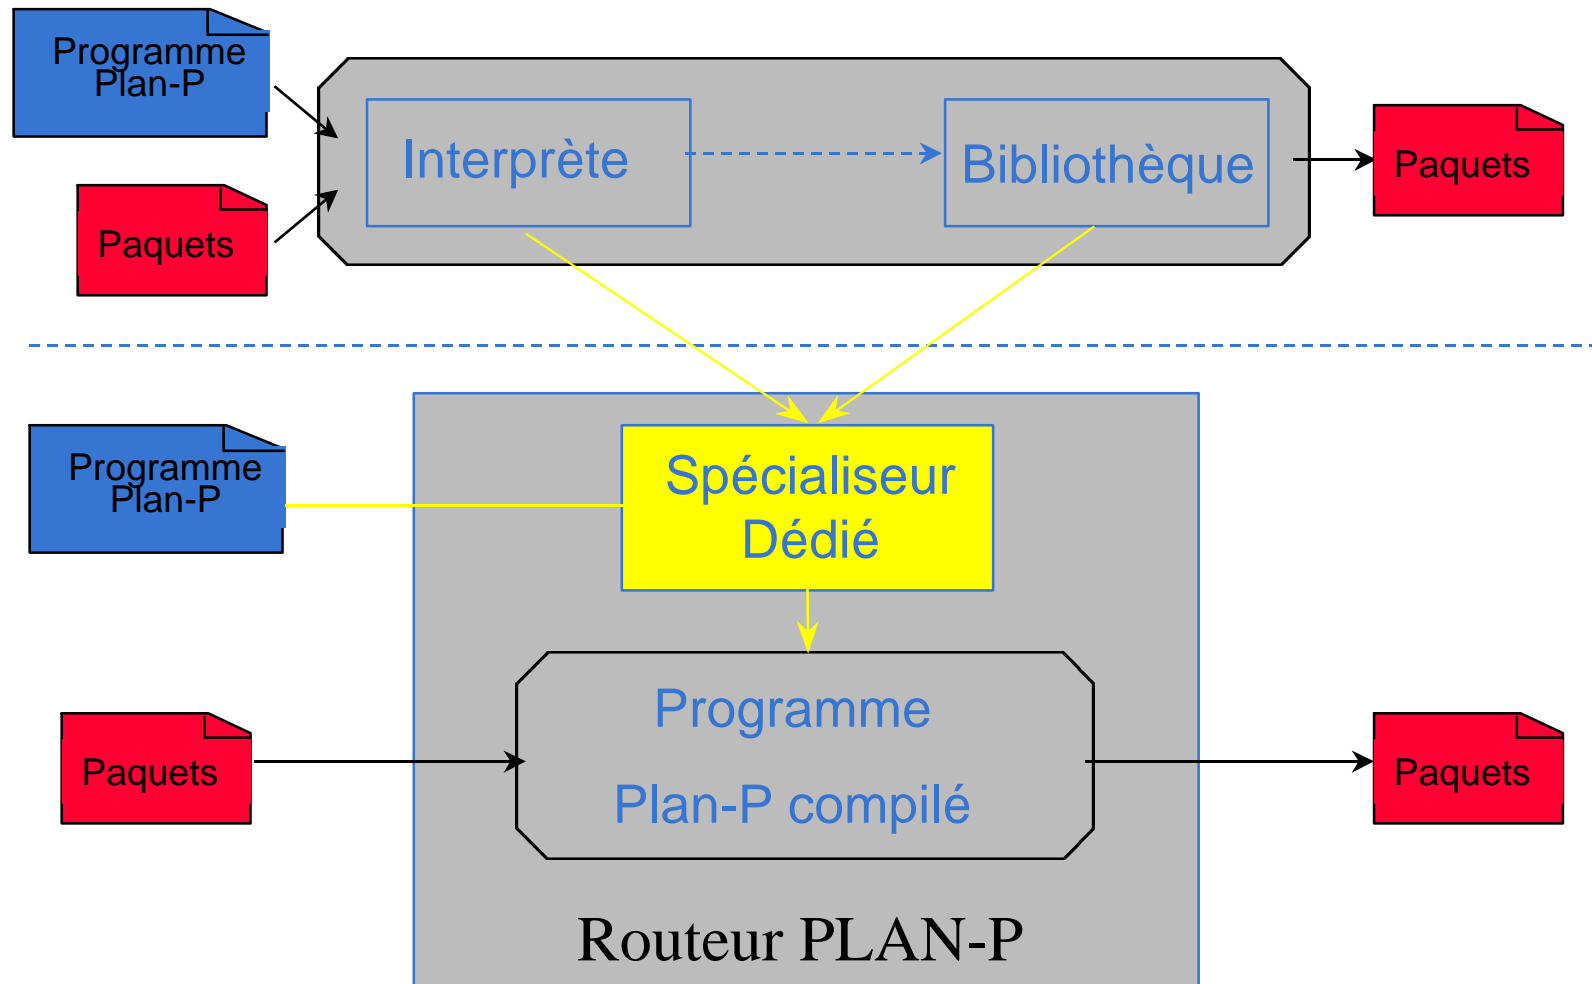 Programme
Plan-P
Interprète
Bibliothèque
Paquets
Paquets
Programme
Plan-P
Spécialiseur
Dédié
Paquets
Programme
Plan-P compilé
Paquets
Routeur PLAN-P